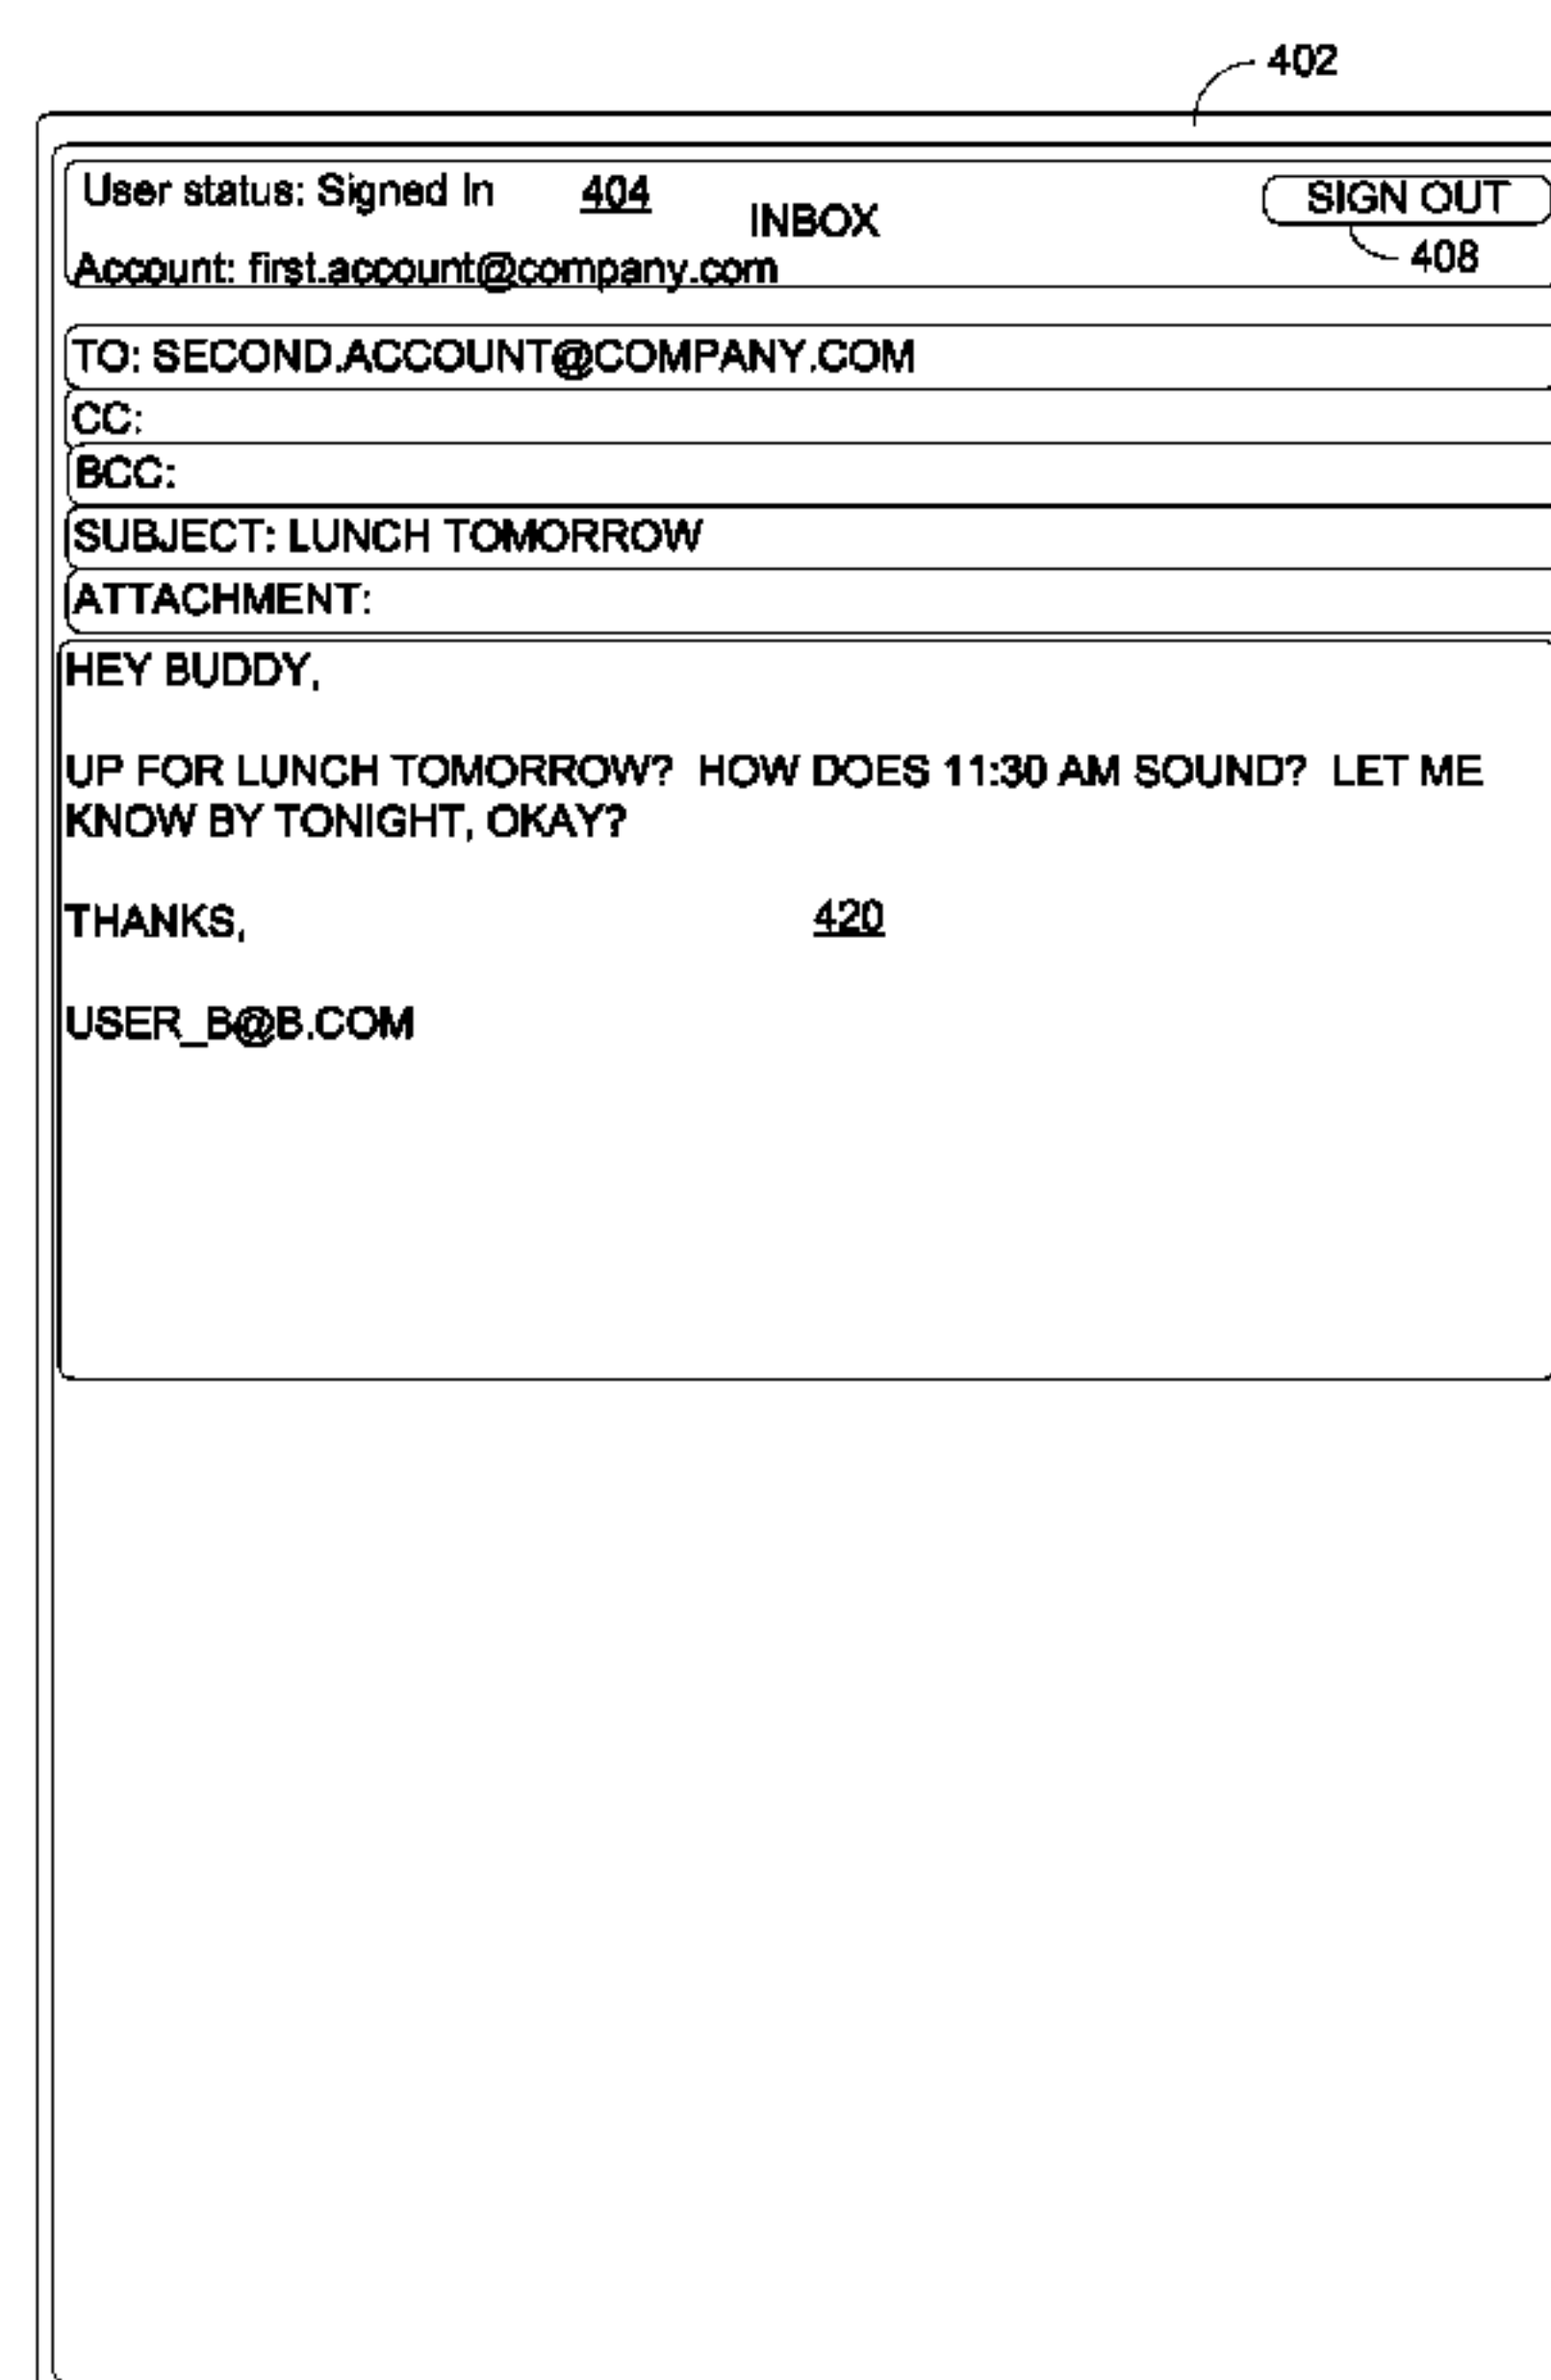 402
User status: Signed In 404
INBOX
SIGN OUT
408
Account: first.account@company.com
TO: SECOND.ACCOUNT@COMPANY.COM
CC:
BCC:
SUBJECT: LUNCH TOMORROW
ATTACHMENT:
HEY BUDDY,
UP FOR LUNCH TOMORROW? HOW DOES 11:30 AM SOUND? LET ME
KNOW BY TONIGHT, OKAY?
THANKS,
420
USER_B@B.COM